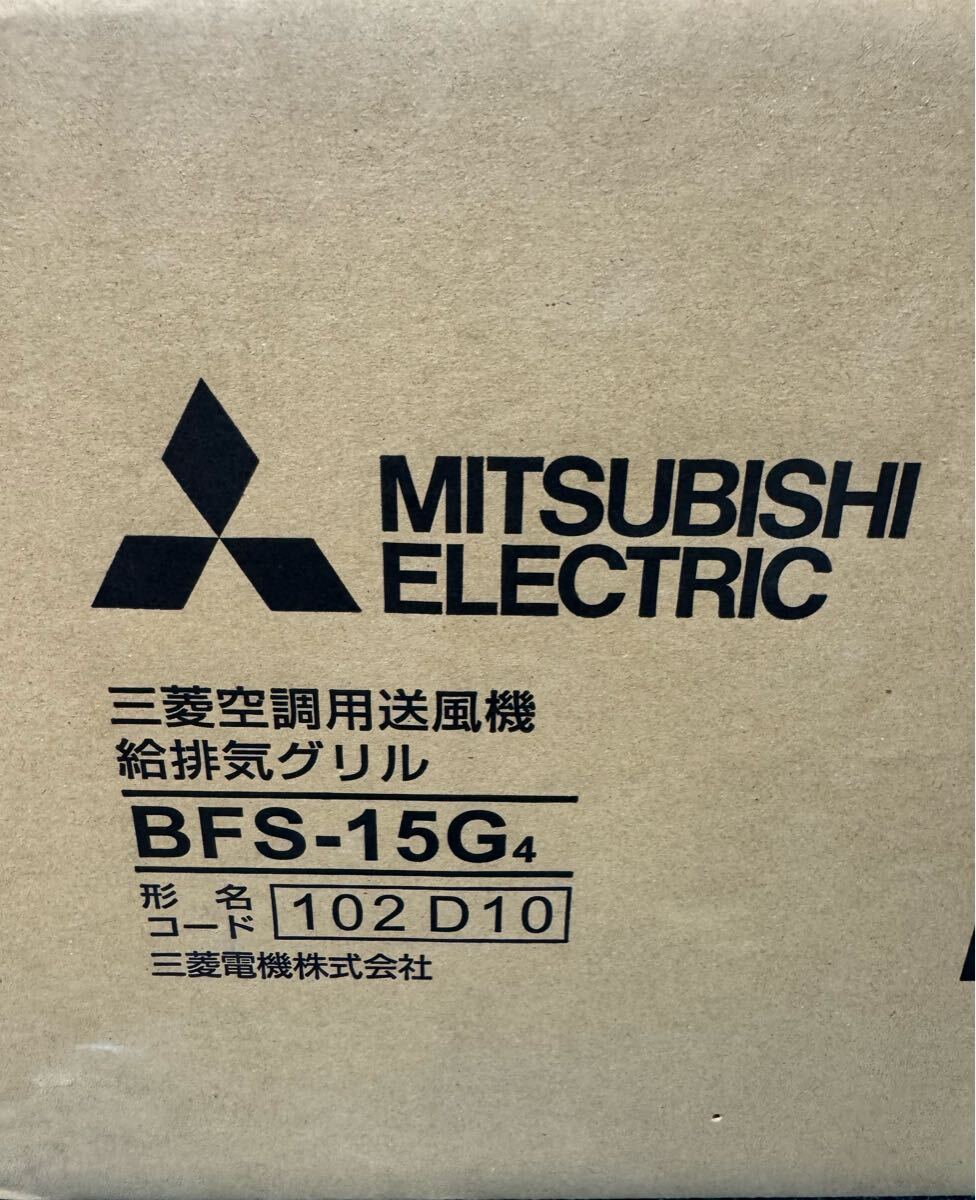 MITSUBISHI
ELECTRIC
三菱空調用送風機
給排気グリル
BFS-15G4
形名
コード 102 D10
三菱電機株式会社